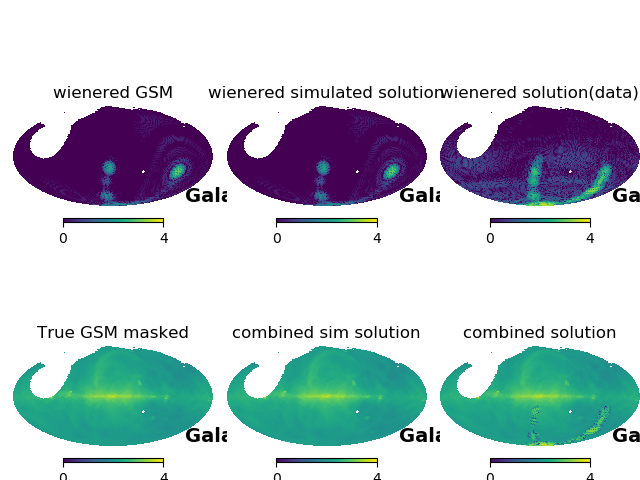 wienered GSM
wienered simulated solution
wienered solution(data)
Gala
Gala
Ga
0 4
0 4
0 4
True GSM masked
combined sim solution
combined solution
Gala
Gala
Ga
0 4
0 4
0 4